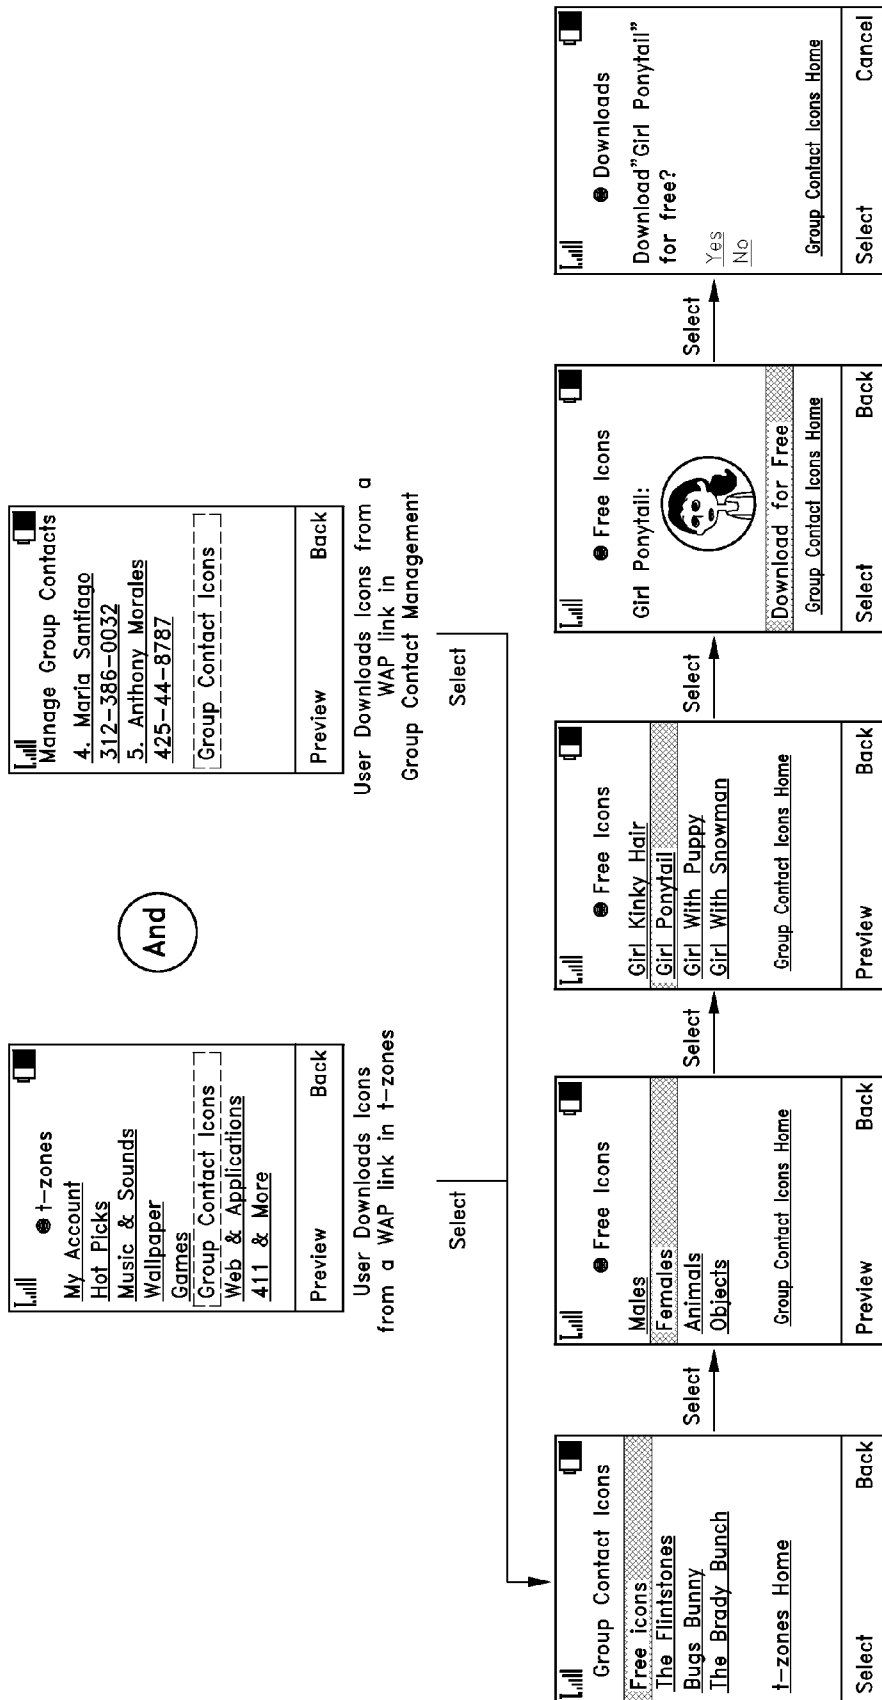 t-zones
My Account
Hot Picks
Music & Sounds
Wallpaper
Games
Group Contact Icons
Web & Applications
411 & More
Preview Back
User Downloads Icons
from a WAP link in t-zones
And
Manage Group Contacts
4. Maria Santiago
312-386-0032
5. Anthony Morales
425-44-8787
Group Contact Icons
Preview Back
User Downloads Icons from a
WAP link in
Group Contact Management
Select
Select
Group Contact Icons
Free icons
The Flintstones
Bugs Bunny
The Brady Bunch
t-zones Home
Select Back
Select
Free Icons
Males
Females
Animals
Objects
Group Contact Icons Home
Preview Back
Select
Free Icons
Girl Kinky Hair
Girl Ponytail
Girl With Puppy
Girl With Snowman
Group Contact Icons Home
Preview Back
Select
Free Icons
Girl Ponytail:
Download for Free
Group Contact Icons Home
Select Back
Select
Downloads
Download"Girl Ponytail"
for free?
Yes
No
Group Contact Icons Home
Select Cancel